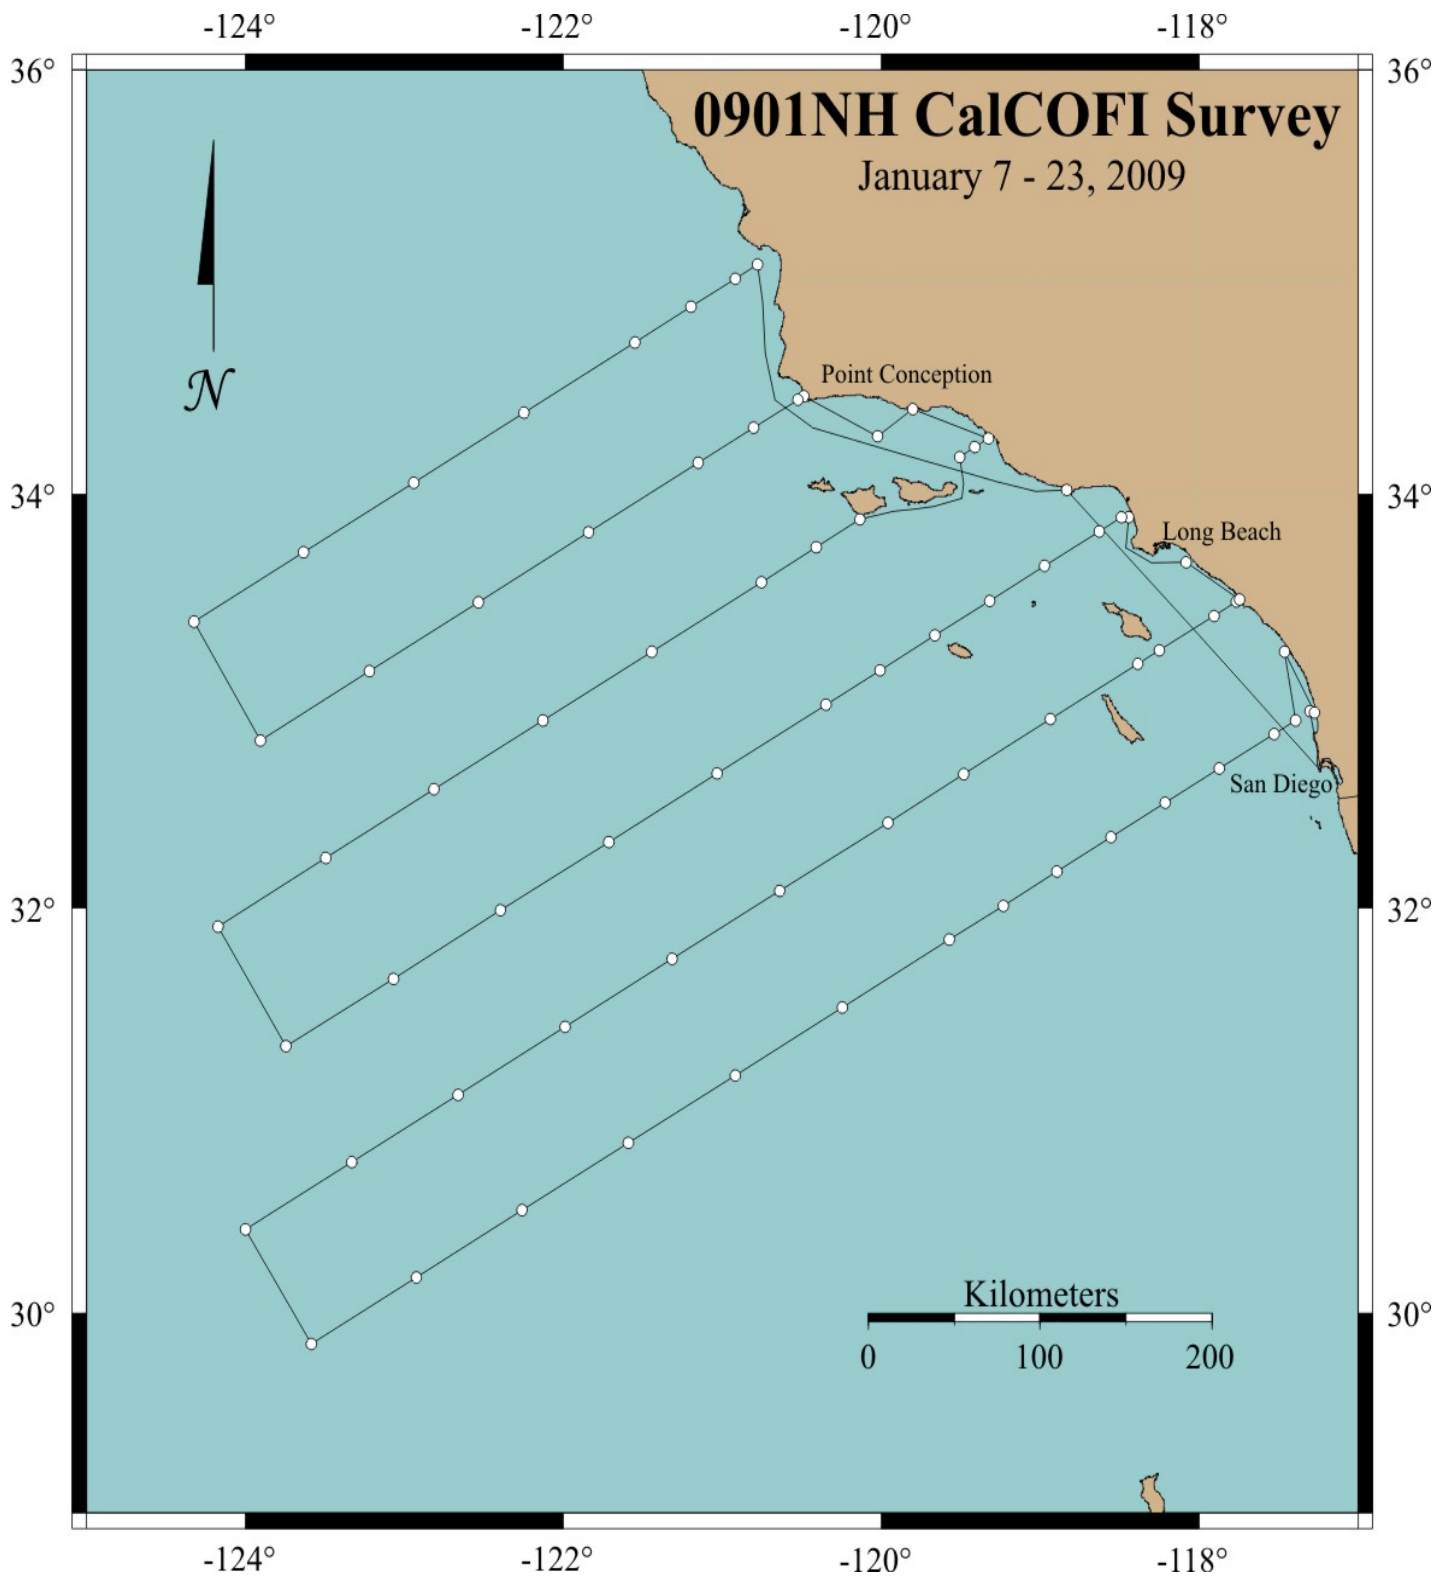 -124° -122° -120° -118°
36° 36°
0901NH CalCOFI Survey
January 7 - 23, 2009
N
Point Conception
34° 34°
Long Beach
San Diego
32° 32°
Kilometers
30° 30°
0 100 200
-124° -122° -120° -118°